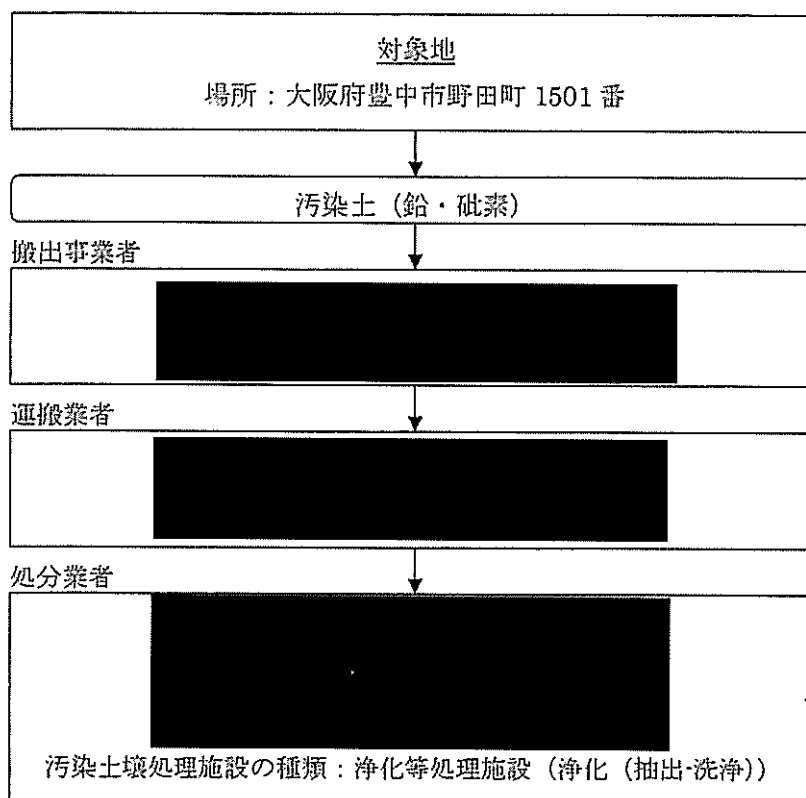 対象地
場所：大阪府豊中市野田町 1501 番
汚染土（鉛・砒素）
搬出事業者
運搬業者
処分業者
汚染土壌処理施設の種類：浄化等処理施設（浄化（抽出-洗浄））